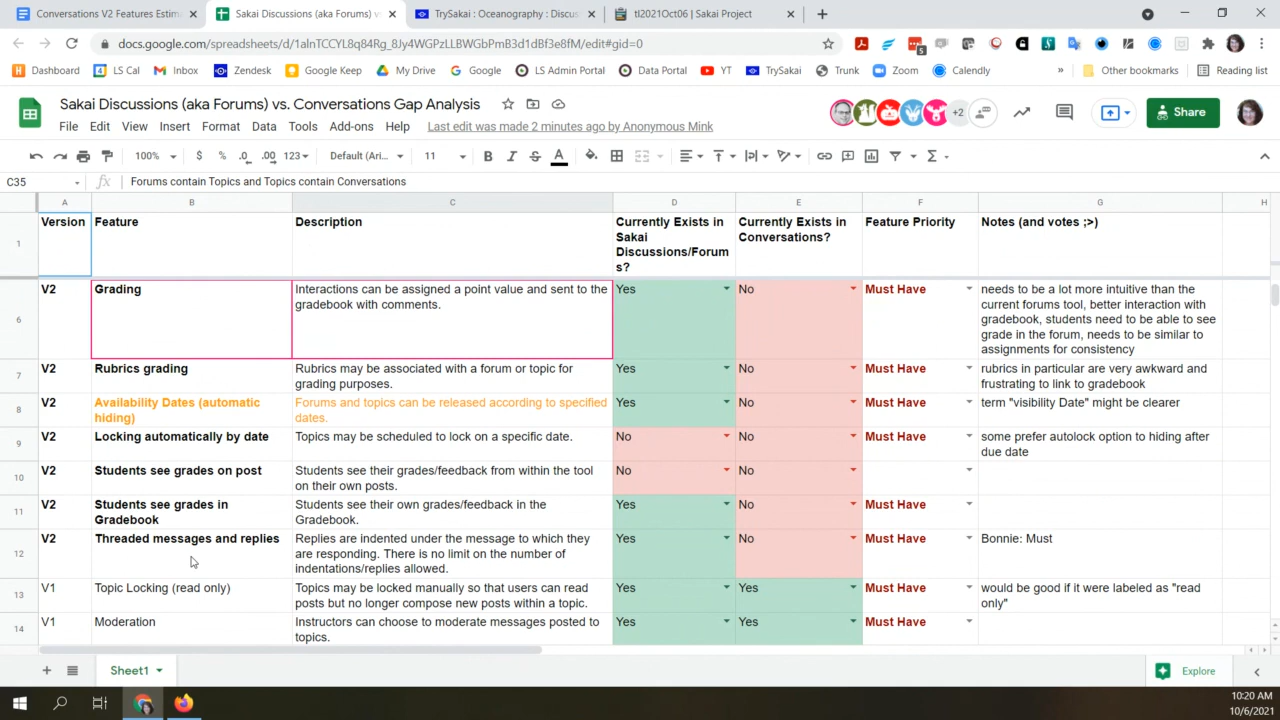 Conversations V2 Features Estim
Sakai Discussions (aka Forums) v
TrySakai : Oceanography : Discus
tl2021Oct06 | Sakai Project
docs.google.com/spreadsheets/d/1alnTCCYL8q84Rg_8Jy4WGPzLLBWGbPmB3d1dBf3e8fM/edit#gid=0
5
Dashboard
LS Cal
Inbox
Zendesk
Google Keep
My Drive
Google
LS Admin Portal
Data Portal
YT
TrySakai
Trunk
Zoom
Calendly
»
Other bookmarks
Reading list
Sakai Discussions (aka Forums) vs. Conversations Gap Analysis
+2
Share
File Edit View Insert Format Data Tools Add-ons Help
Last edit was made 2 minutes ago by Anonymous Mink
100% $ % .0 .00 123 Default (Ari... 11 B I S A
C35 fx Forums contain Topics and Topics contain Conversations
A B C D E F G H
1 Version Feature Description Currently Exists in Sakai Discussions/Forums? Currently Exists in Conversations? Feature Priority Notes (and votes ;>)
6 V2 Grading Interactions can be assigned a point value and sent to the gradebook with comments. Yes No Must Have needs to be a lot more intuitive than the current forums tool, better interaction with gradebook, students need to be able to see grade in the forum, needs to be similar to assignments for consistency
7 V2 Rubrics grading Rubrics may be associated with a forum or topic for grading purposes. Yes No Must Have rubrics in particular are very awkward and frustrating to link to gradebook
8 V2 Availability Dates (automatic hiding) Forums and topics can be released according to specified dates. Yes No Must Have term "visibility Date" might be clearer
9 V2 Locking automatically by date Topics may be scheduled to lock on a specific date. No No Must Have some prefer autolock option to hiding after due date
10 V2 Students see grades on post Students see their grades/feedback from within the tool on their own posts. No No
11 V2 Students see grades in Gradebook Students see their own grades/feedback in the Gradebook. Yes No Must Have
12 V2 Threaded messages and replies Replies are indented under the message to which they are responding. There is no limit on the number of indentations/replies allowed. Yes No Must Have Bonnie: Must
13 V1 Topic Locking (read only) Topics may be locked manually so that users can read posts but no longer compose new posts within a topic. Yes Yes Must Have would be good if it were labeled as "read only"
14 V1 Moderation Instructors can choose to moderate messages posted to topics. Yes Yes Must Have
Sheet1
Explore
10:20 AM
10/6/2021